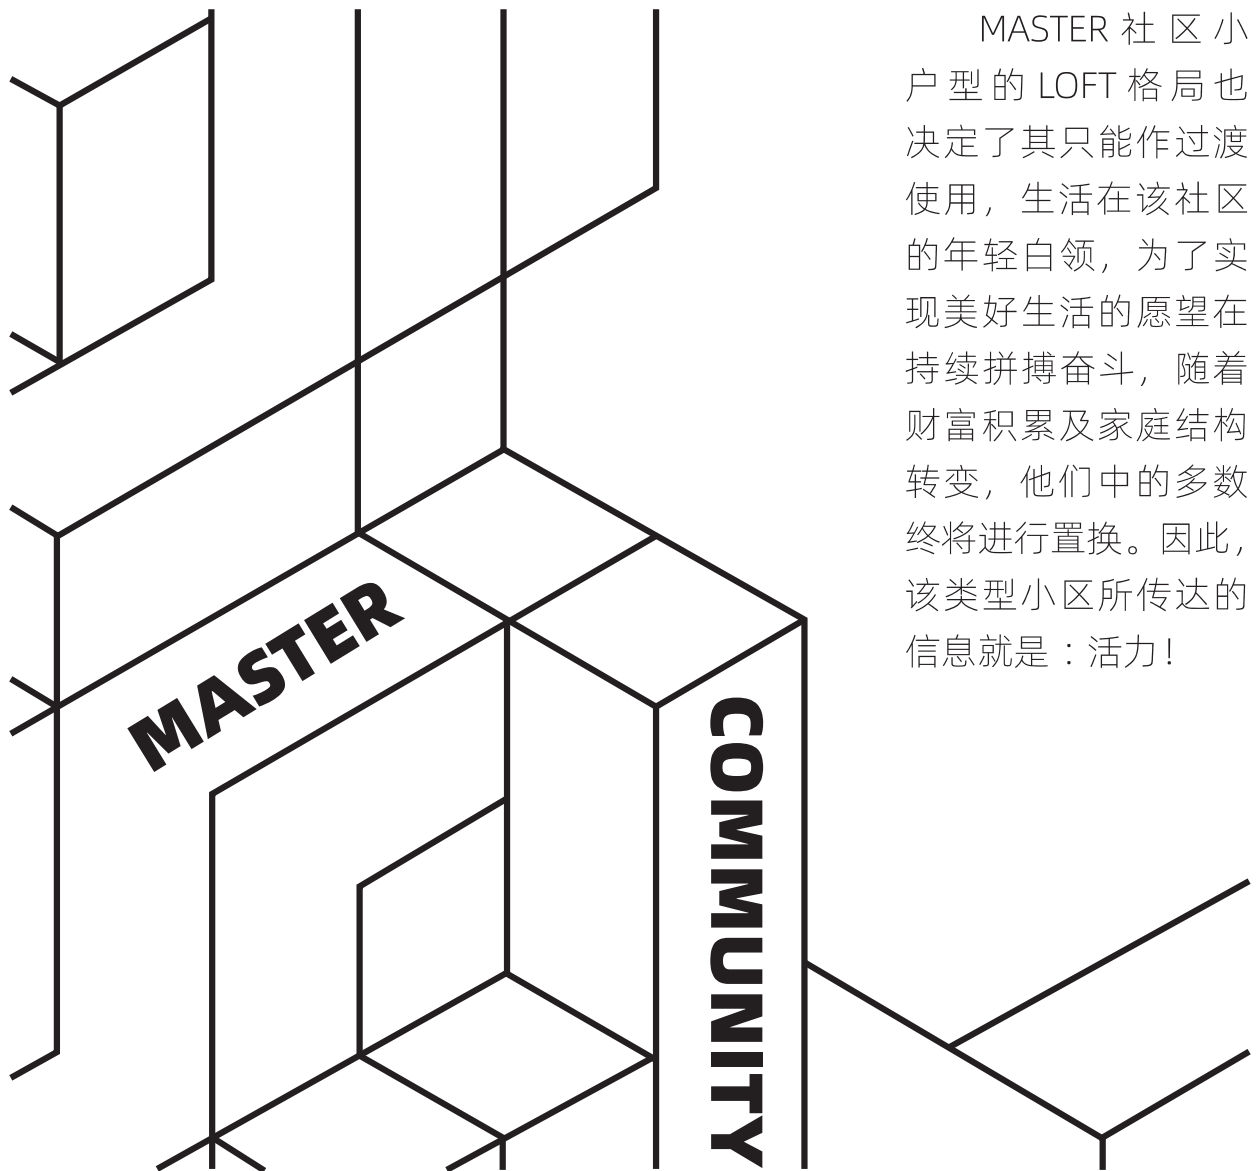 MASTER 社区小
户型的 LOFT 格局也
决定了其只能作过渡
使用，生活在该社区
的年轻白领，为了实
现美好生活的愿望在
持续拼搏奋斗，随着
财富积累及家庭结构
转变，他们中的多数
终将进行置换。因此，
该类型小区所传达的
信息就是：活力！
MASTER
COMMUNITY